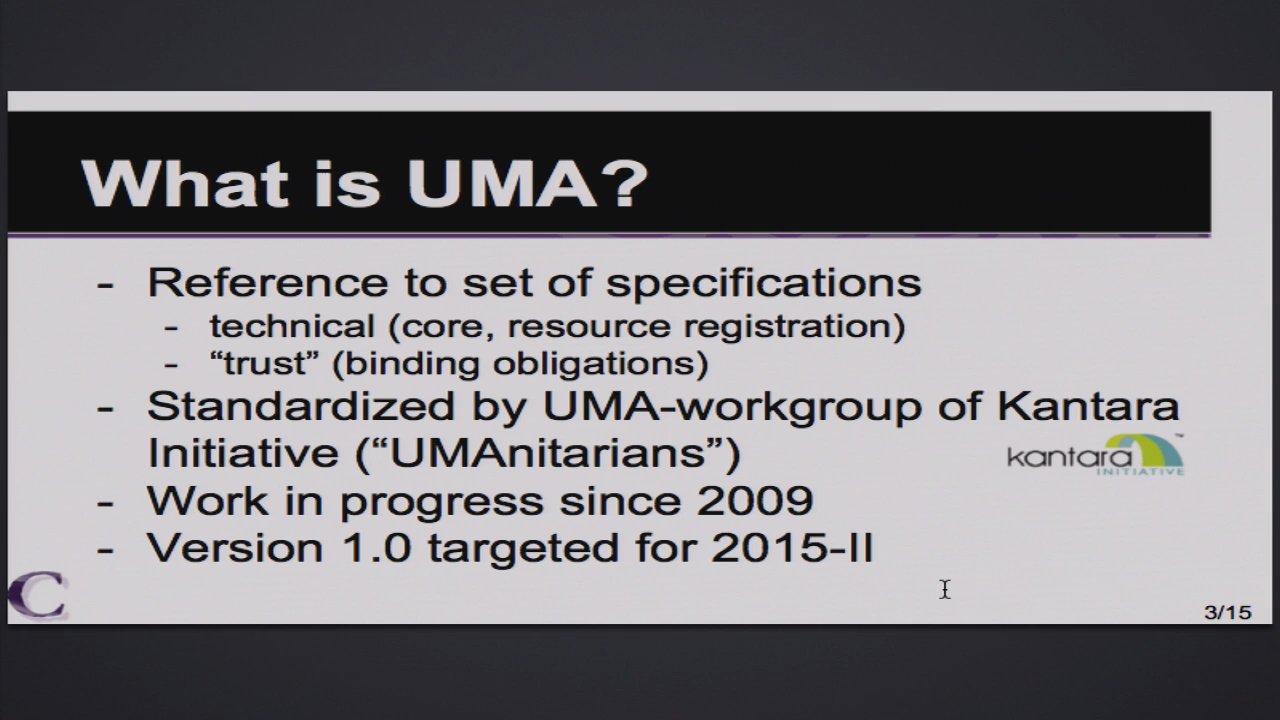 What is UMA?
- Reference to set of specifications
- technical (core, resource registration)
- “trust” (binding obligations)
- Standardized by UMA-workgroup of Kantara
Initiative (“UMAnitarians”)
kantara™
INITIATIVE
- Work in progress since 2009
- Version 1.0 targeted for 2015-II
C
3/15